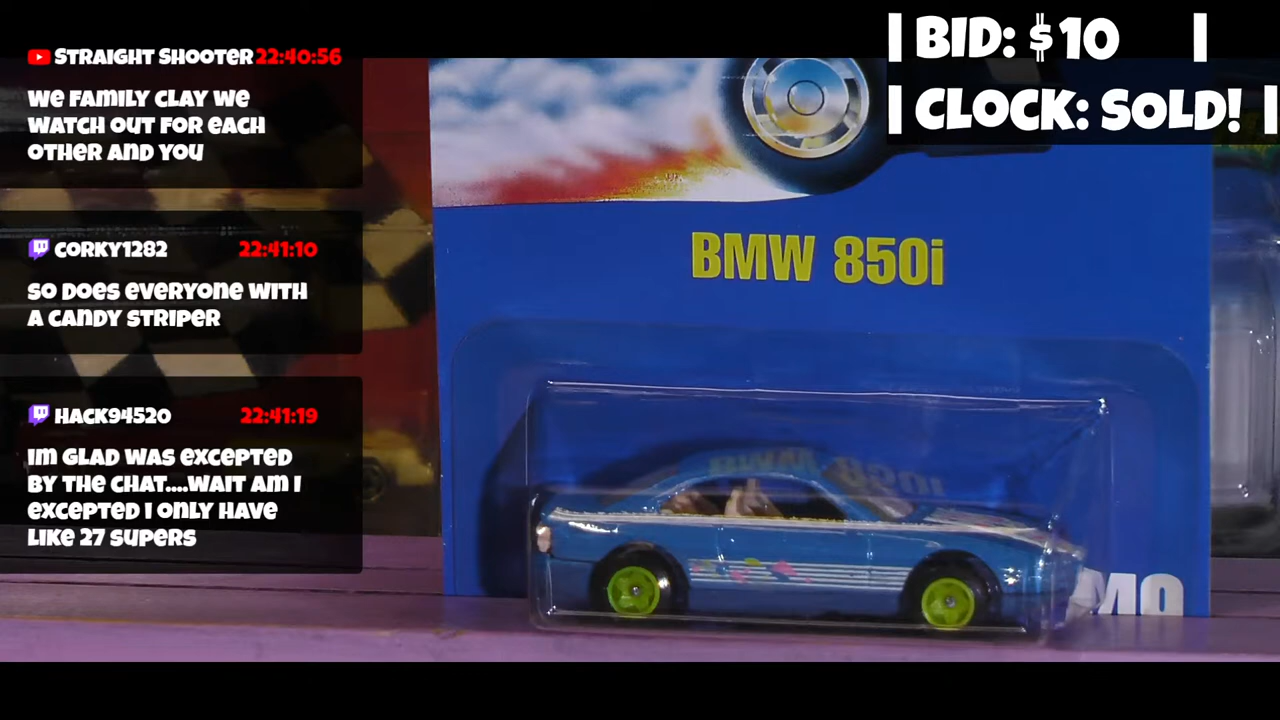 STRAIGHT SHOOTER 22:40:56
WE FAMILY CLAY WE
WATCH OUT FOR EACH
OTHER AND YOU
CORKY1282 22:41:10
SO DOES EVERYONE WITH
A CANDY STRIPER
HACK94520 22:41:19
IM GLAD WAS EXCEPTED
BY THE CHAT....WAIT AM I
EXCEPTED I ONLY HAVE
LIKE 27 SUPERS
| BID: $10 |
| CLOCK: SOLD! |
BMW 850i